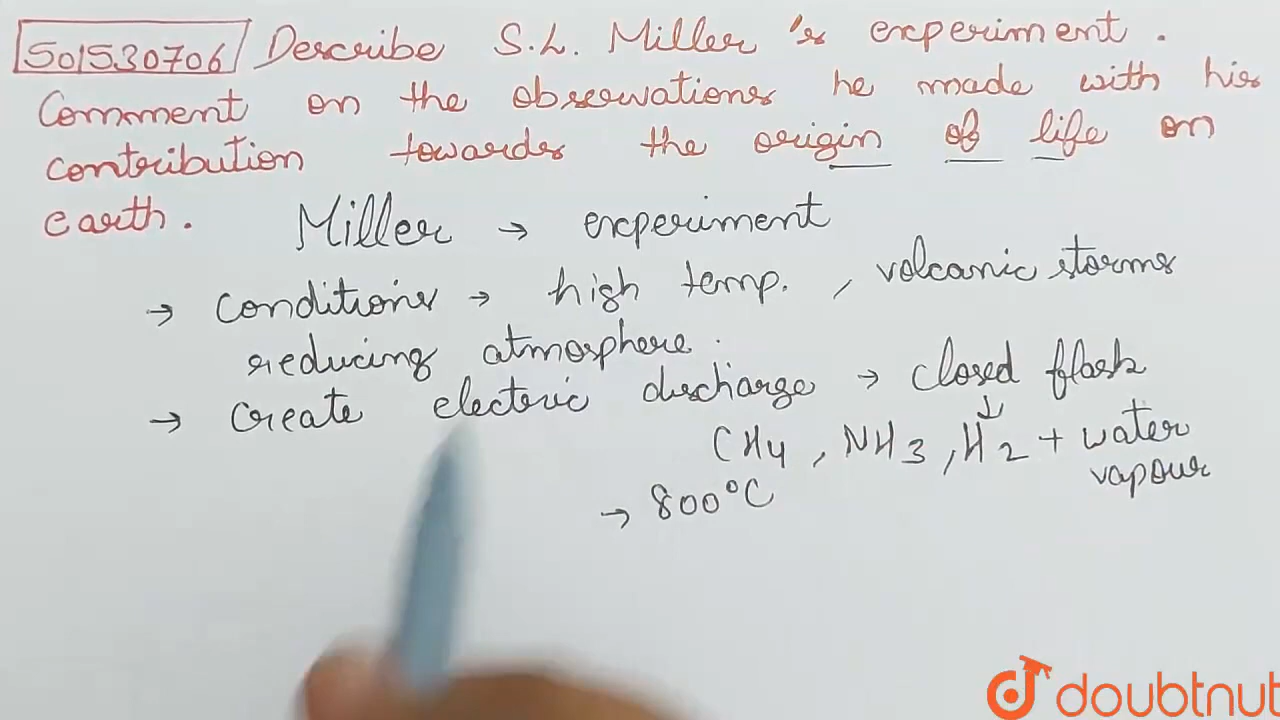 501530706 Describe S.L. Miller's experiment.
Comment on the observations he made with his
contribution towards the origin of life on
earth.
Miller → experiment
→ conditions → high temp., volcanic storms
reducing atmosphere.
→ create electric discharge → closed flask
↓
CH4, NH3, H2 + water
vapour
→ 800°C
doubtnut